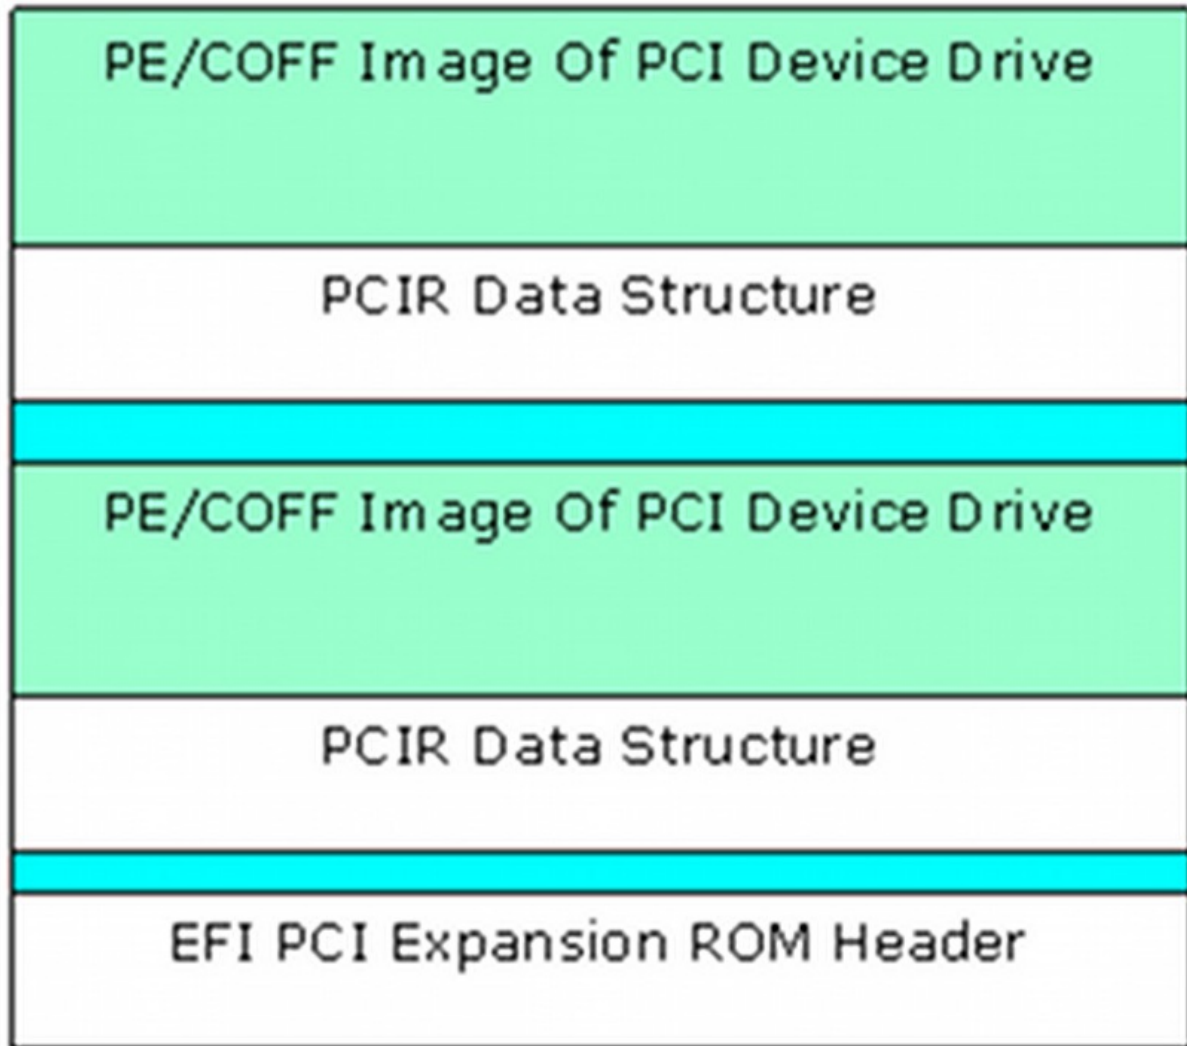 PE/COFF Image Of PCI Device Drive
PCIR Data Structure
PE/COFF Image Of PCI Device Drive
PCIR Data Structure
EFI PCI Expansion ROM Header